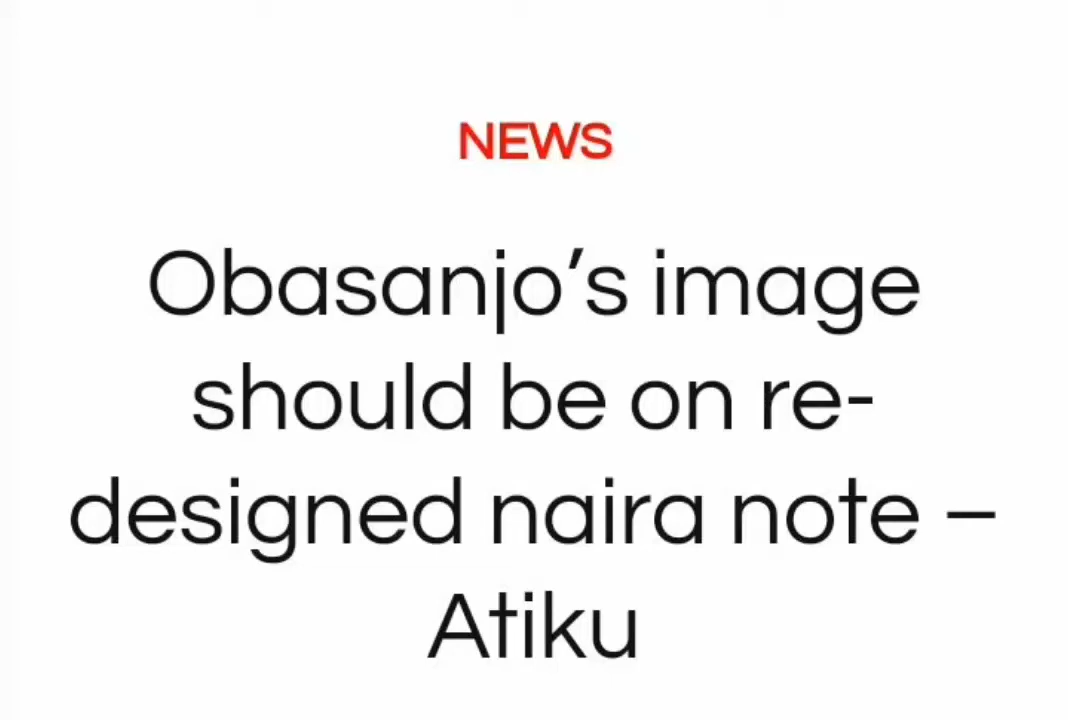 NEWS
Obasanjo’s image
should be on re-
designed naira note –
Atiku